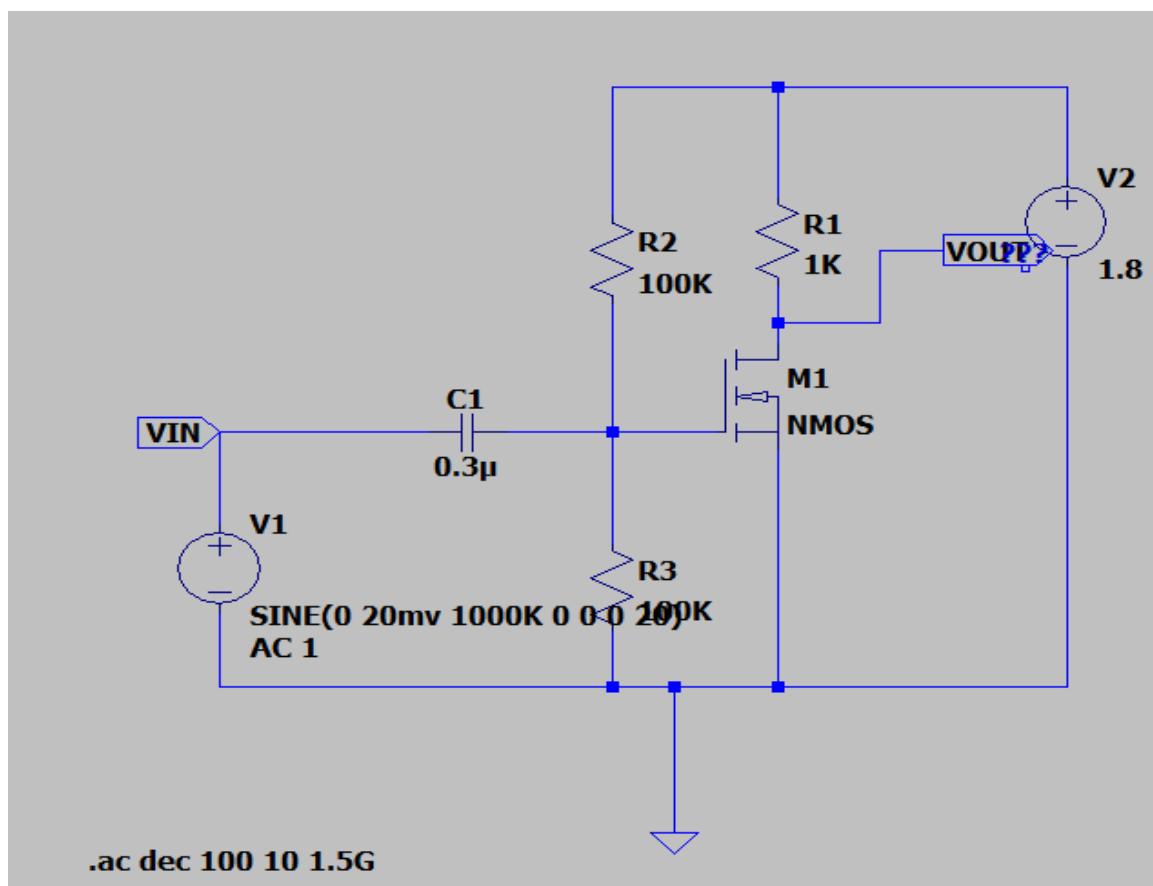 V2
R2
100K
R1
1K
VOUT
???
1.8
M1
NMOS
C1
0.3µ
VIN
V1
R3
100K
SINE(0 20mv 1000K 0 0 0 20)
AC 1
.ac dec 100 10 1.5G